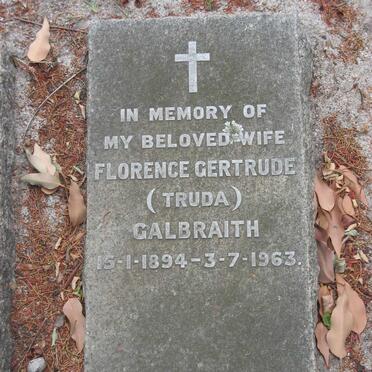 IN MEMORY OF
MY BELOVED WIFE
FLORENCE GERTRUDE
(TRUDA)
GALBRAITH
15-1-1894-3-7-1963.